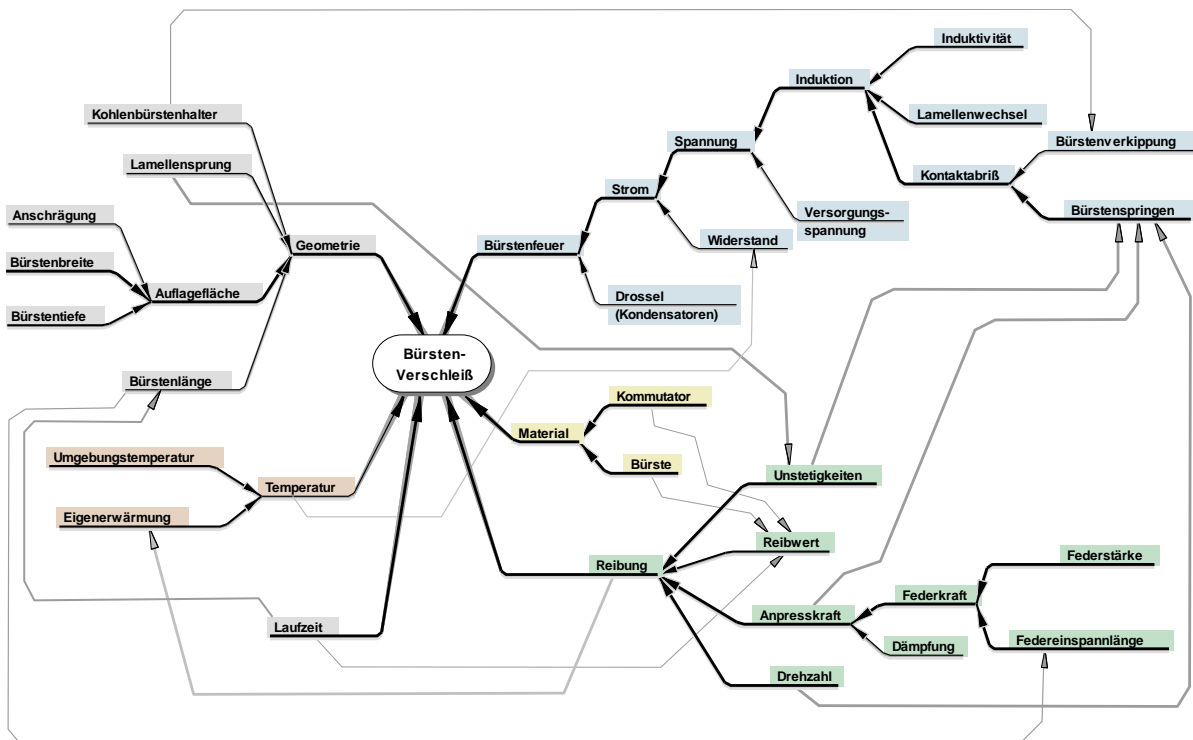 Induktivität
Induktion
Kohlenbürstenhalter
Lamellenwechsel
Spannung
Bürstenverkippung
Lamellensprung
Kontaktabriß
Strom
Anschrägung
Versorgungs-
spannung
Bürstenspringen
Geometrie
Bürstenfeuer
Widerstand
Bürstenbreite
Auflagefläche
Drossel
(Kondensatoren)
Bürstentiefe
Bürsten-
Verschleiß
Bürstenlänge
Kommutator
Material
Umgebungstemperatur
Bürste
Unstetigkeiten
Temperatur
Eigenerwärmung
Reibwert
Federstärke
Reibung
Federkraft
Anpresskraft
Laufzeit
Dämpfung
Federeinspannlänge
Drehzahl